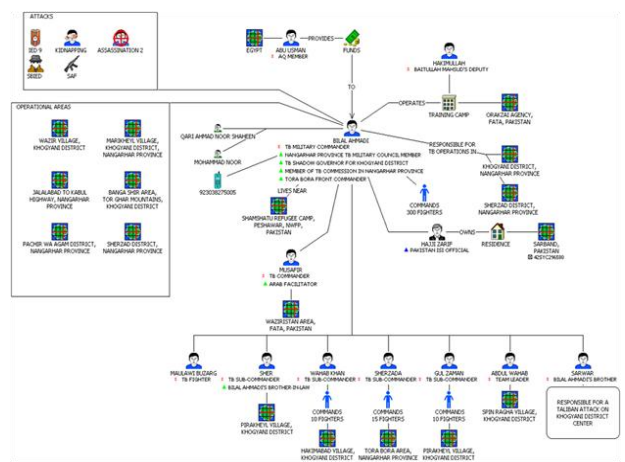 ATTACKS
IED 9
KIDNAPPING
ASSASSINATION 2
SBIED
SAF
EGYPT
ABU USMAN
AQ MEMBER
PROVIDES
FUNDS
TO
HAKIMULLAH
BAITULLAH MAHSUD'S DEPUTY
OPERATES
TRAINING CAMP
ORAKZAI AGENCY,
FATA, PAKISTAN
OPERATIONAL AREAS
WAZIR VILLAGE,
KHOGYANI DISTRICT
MARIKHEYL VILLAGE,
KHOGYANI DISTRICT,
NANGARHAR PROVINCE
JALALABAD TO KABUL
HIGHWAY, NANGARHAR
PROVINCE
BANGA SHIR AREA,
TOR GHAR MOUNTAINS,
KHOGYANI DISTRICT
PACHIR WA AGAM DISTRICT,
NANGARHAR PROVINCE
SHERZAD DISTRICT,
NANGARHAR PROVINCE
QARI AHMAD NOOR SHAHEEN
MOHAMMAD NOOR
BILAL AHMADI
TB MILITARY COMMANDER
NANGARHAR PROVINCE TB MILITARY COUNCIL MEMBER
TB SHADOW GOVERNOR FOR KHOGYANI DISTRICT
MEMBER OF TB COMMISSION IN NANGARHAR PROVINCE
TORA BORA FRONT COMMANDER
RESPONSIBLE FOR
TB OPERATIONS IN
KHOGYANI DISTRICT,
NANGARHAR PROVINCE
SHERZAD DISTRICT,
NANGARHAR PROVINCE
LIVES NEAR
SHAMSHATU REFUGEE CAMP,
PESHAWAR, NWFP,
PAKISTAN
COMMANDS
300 FIGHTERS
HAJJI ZARIF
PAKISTAN ISI OFFICIAL
OWNS
RESIDENCE
SARBAND,
PAKISTAN
MUSAFIR
TB COMMANDER
ARAB FACILITATOR
WAZIRISTAN AREA,
FATA, PAKISTAN
MAULAWI BUZARG
TB FIGHTER
SHER
TB SUB-COMMANDER
BILAL AHMADI'S BROTHER IN-LAW
PIRAKHEYL VILLAGE,
KHOGYANI DISTRICT
WAHAB KHAN
TB SUB-COMMANDER
COMMANDS
10 FIGHTERS
HAKIMABAD VILLAGE,
KHOGYANI DISTRICT
SHERZADA
TB SUB-COMMANDER
COMMANDS
15 FIGHTERS
TORA BORA AREA,
NANGARHAR PROVINCE
GUL ZAMAN
TB SUB-COMMANDER
COMMANDS
10 FIGHTERS
PIRAKHEYL VILLAGE,
KHOGYANI DISTRICT
ABDUL WAHAB
TEAM LEADER
SPIN RAGHA VILLAGE,
KHOGYANI DISTRICT
SARWAR
BILAL AHMADI'S BROTHER
RESPONSIBLE FOR A
TALIBAN ATTACK ON
KHOGYANI DISTRICT
CENTER